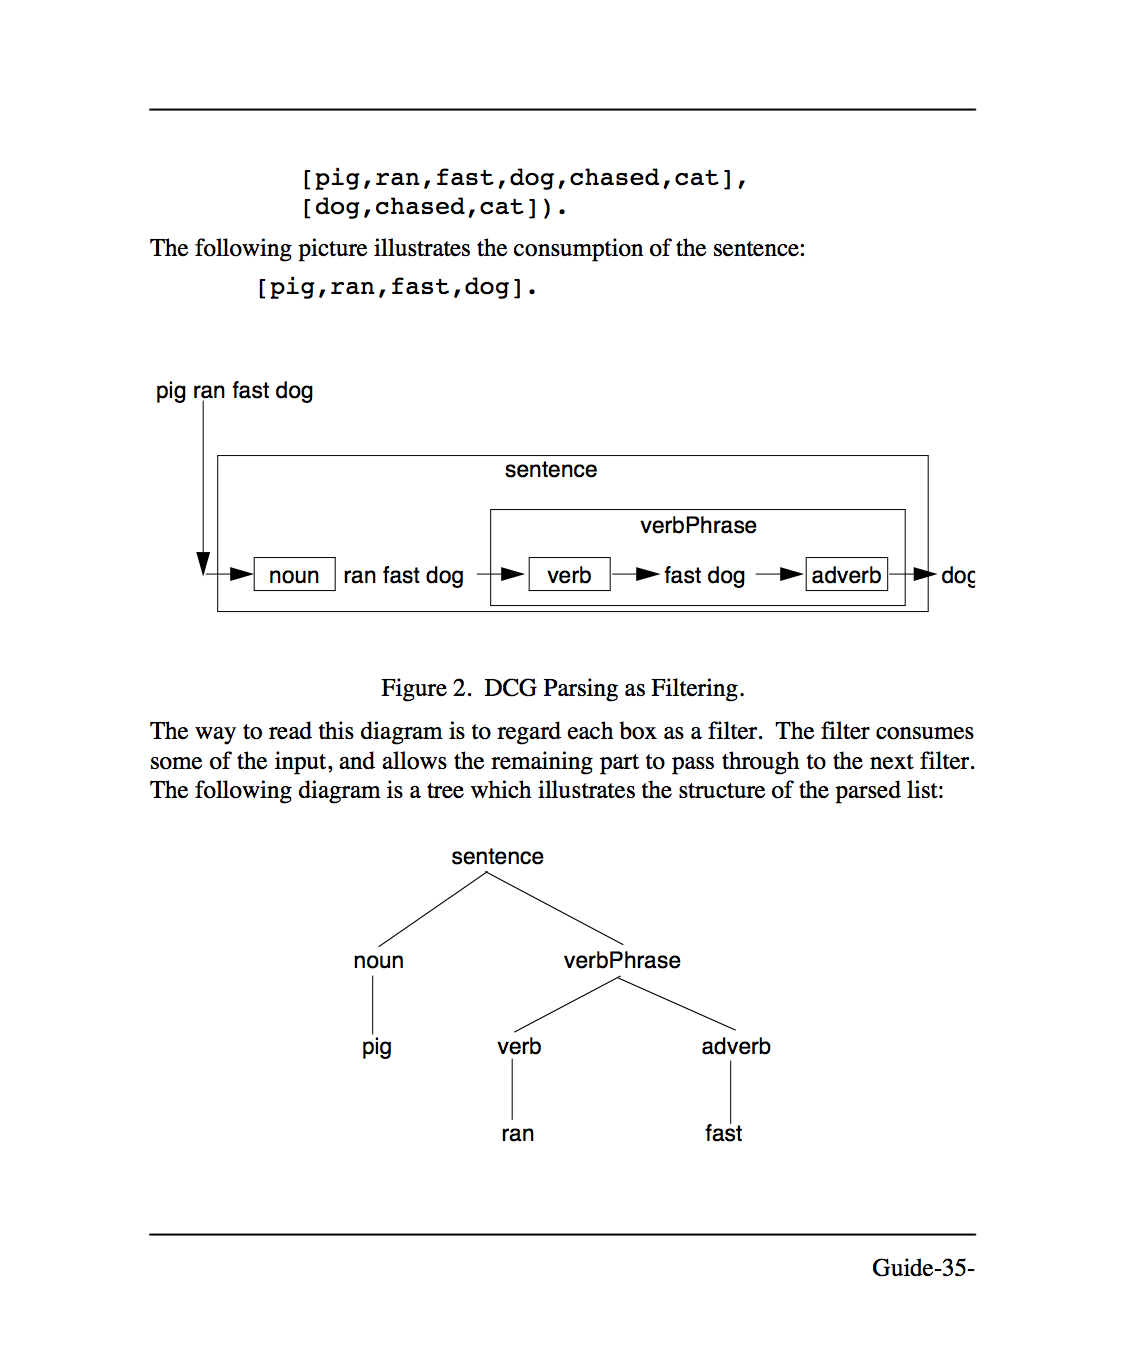 [pig,ran,fast,dog,chased,cat],
[dog,chased,cat]).
The following picture illustrates the consumption of the sentence:
[pig,ran,fast,dog].
pig ran fast dog
sentence
verbPhrase
noun ran fast dog verb fast dog adverb dog
Figure 2. DCG Parsing as Filtering.
The way to read this diagram is to regard each box as a filter. The filter consumes
some of the input, and allows the remaining part to pass through to the next filter.
The following diagram is a tree which illustrates the structure of the parsed list:
sentence
noun verbPhrase
pig verb adverb
ran fast
Guide-35-